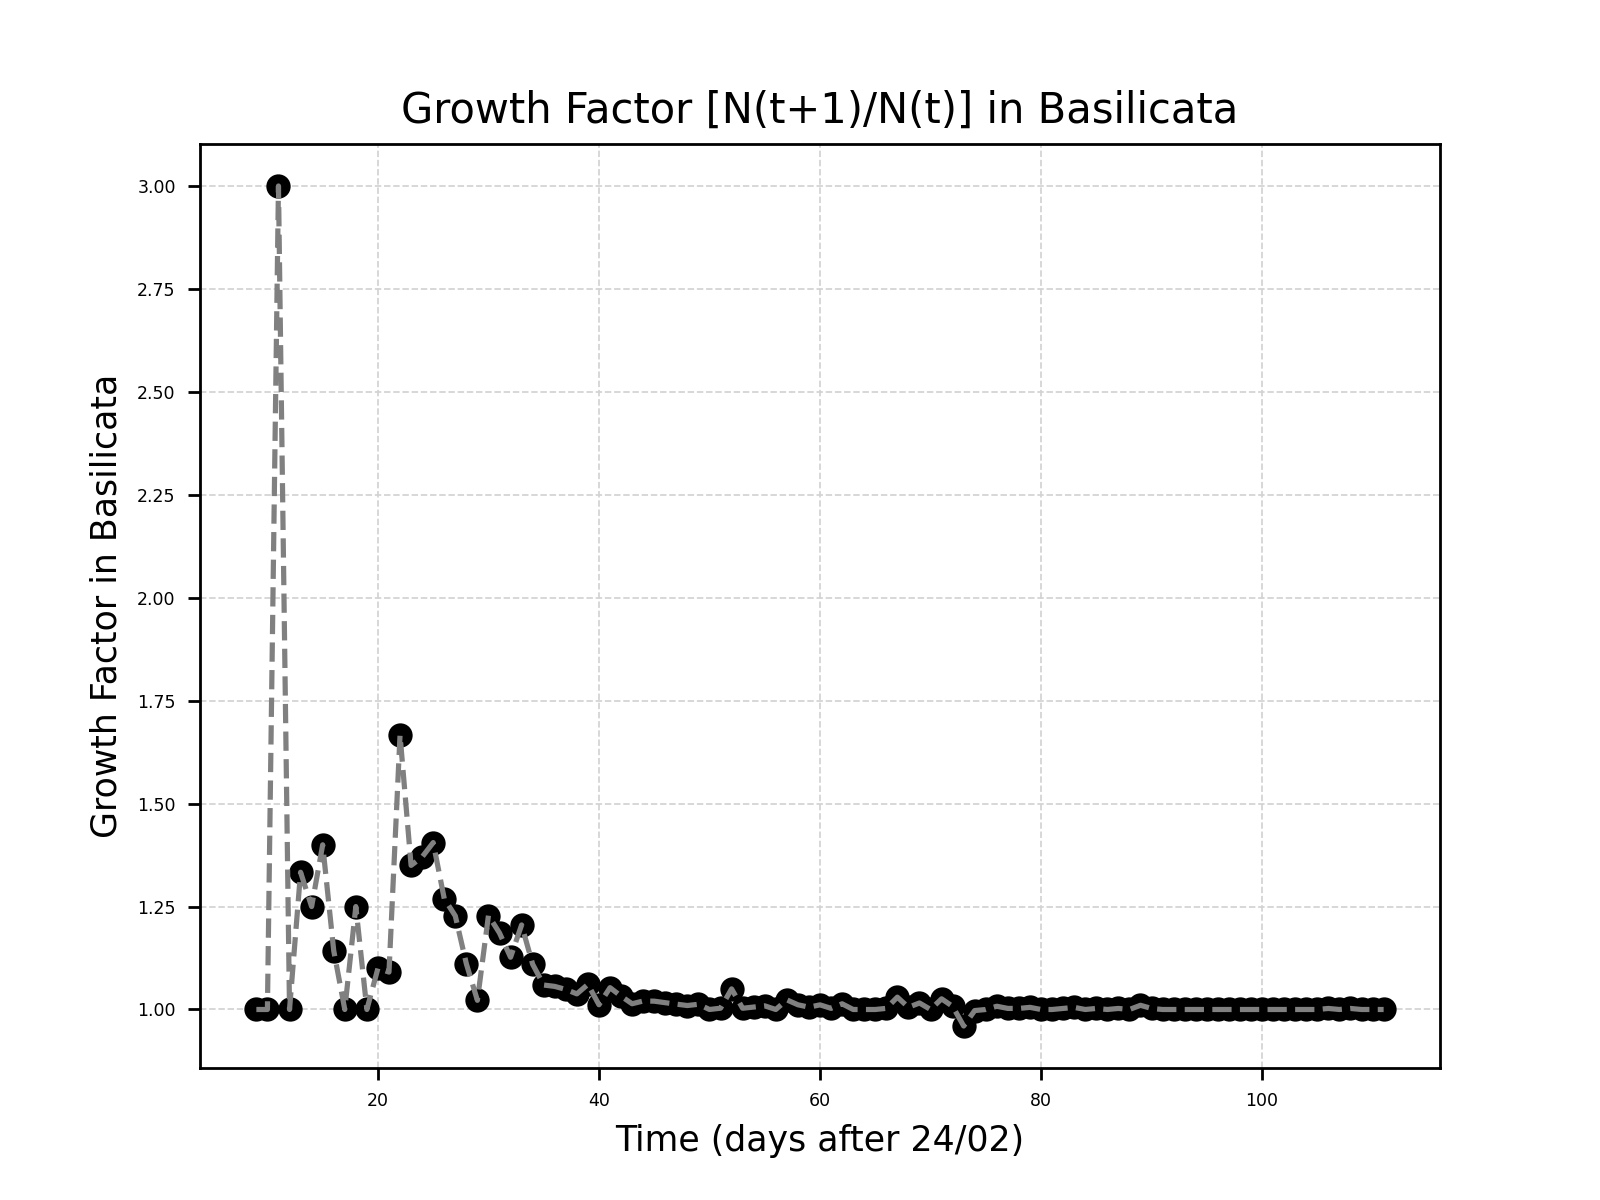 Growth Factor [N(t+1)/N(t)] in Basilicata
Growth Factor in Basilicata
3.00
2.75
2.50
2.25
2.00
1.75
1.50
1.25
1.00
20 40 60 80 100
Time (days after 24/02)